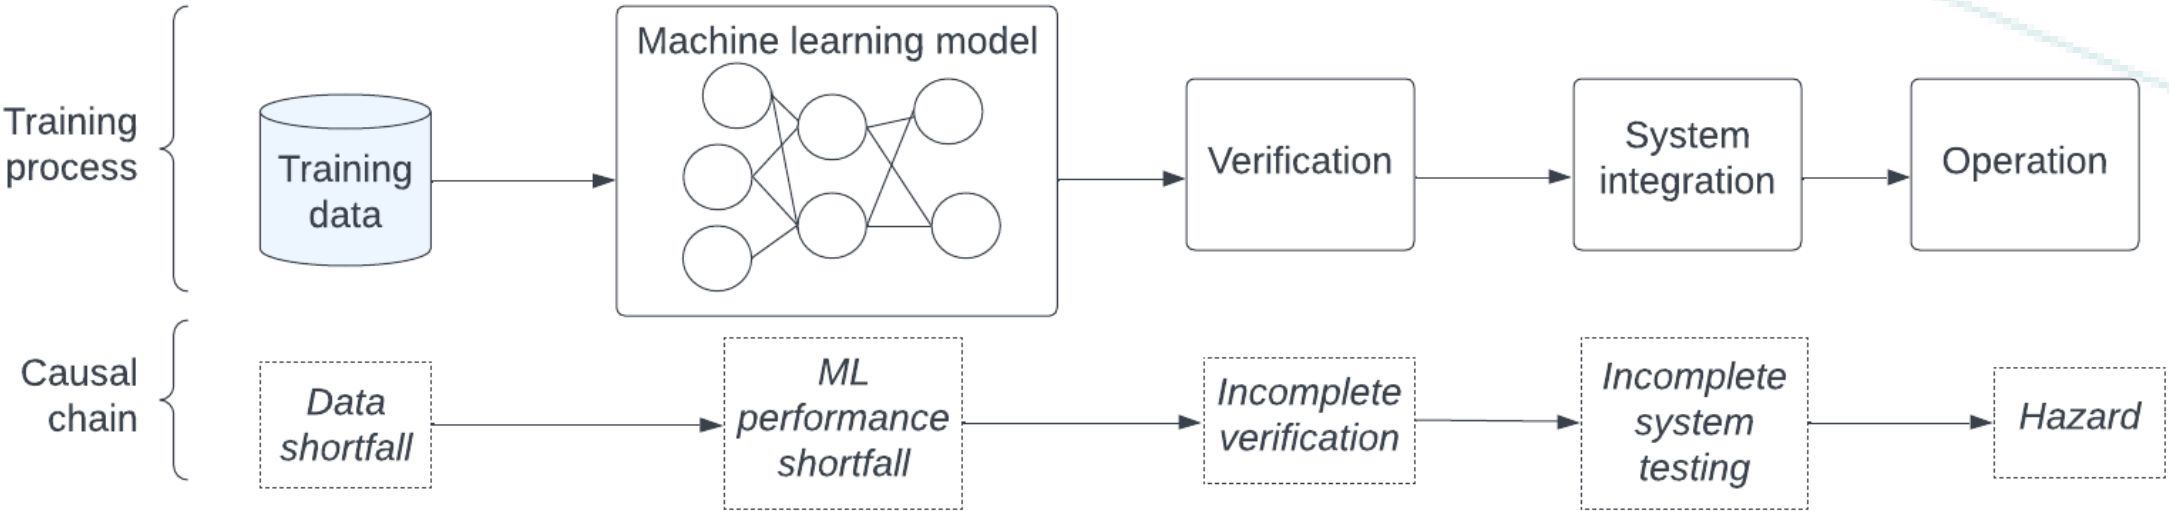 Training
process
Training
data
Machine learning model
Verification
System
integration
Operation
Causal
chain
Data
shortfall
ML
performance
shortfall
Incomplete
verification
Incomplete
system
testing
Hazard